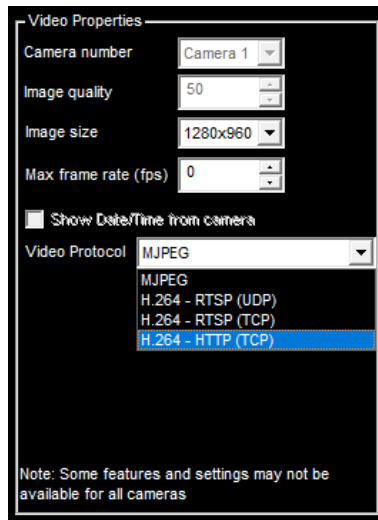 Video Properties
Camera number Camera 1
Image quality 50
Image size 1280x960
Max frame rate (fps) 0
Show Date/Time from camera
Video Protocol MJPEG
MJPEG
H.264 - RTSP (UDP)
H.264 - RTSP (TCP)
H.264 - HTTP (TCP)
Note: Some features and settings may not be
available for all cameras